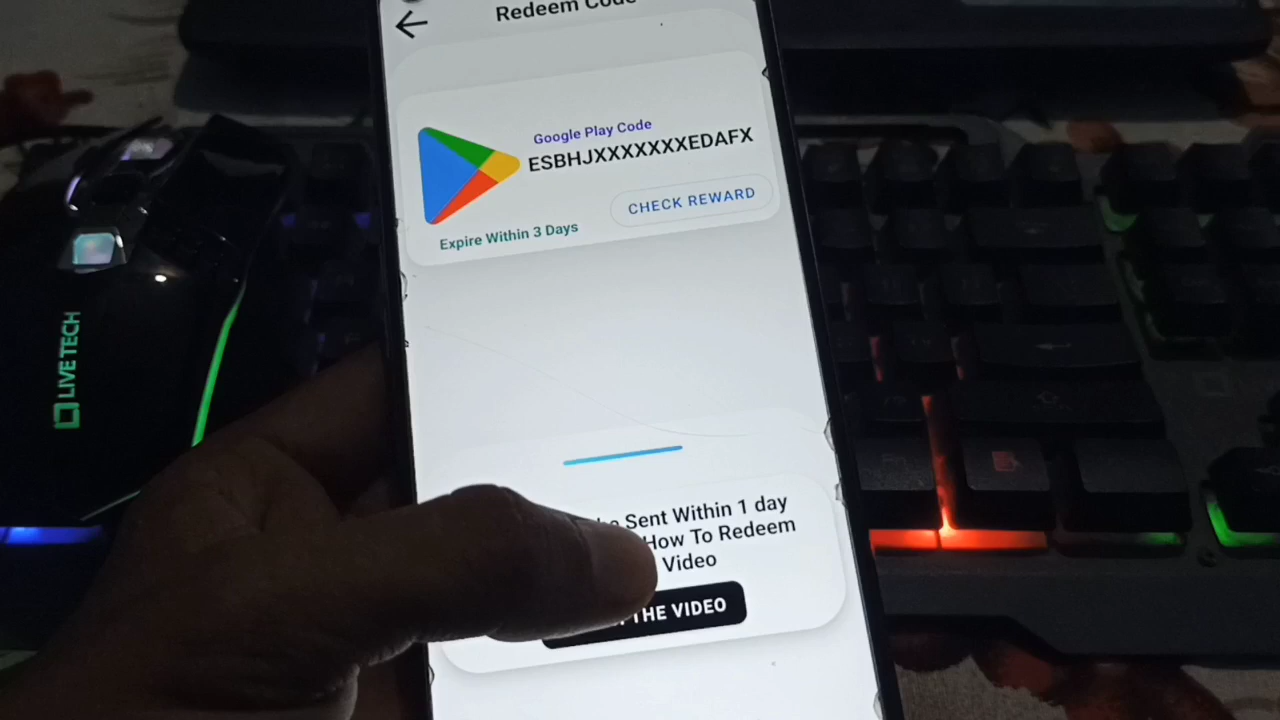 Redeem Code
Google Play Code
ESBHJXXXXXXXEDAFX
CHECK REWARD
Expire Within 3 Days
Sent Within 1 day
How To Redeem
Video
THE VIDEO
LIVE TECH